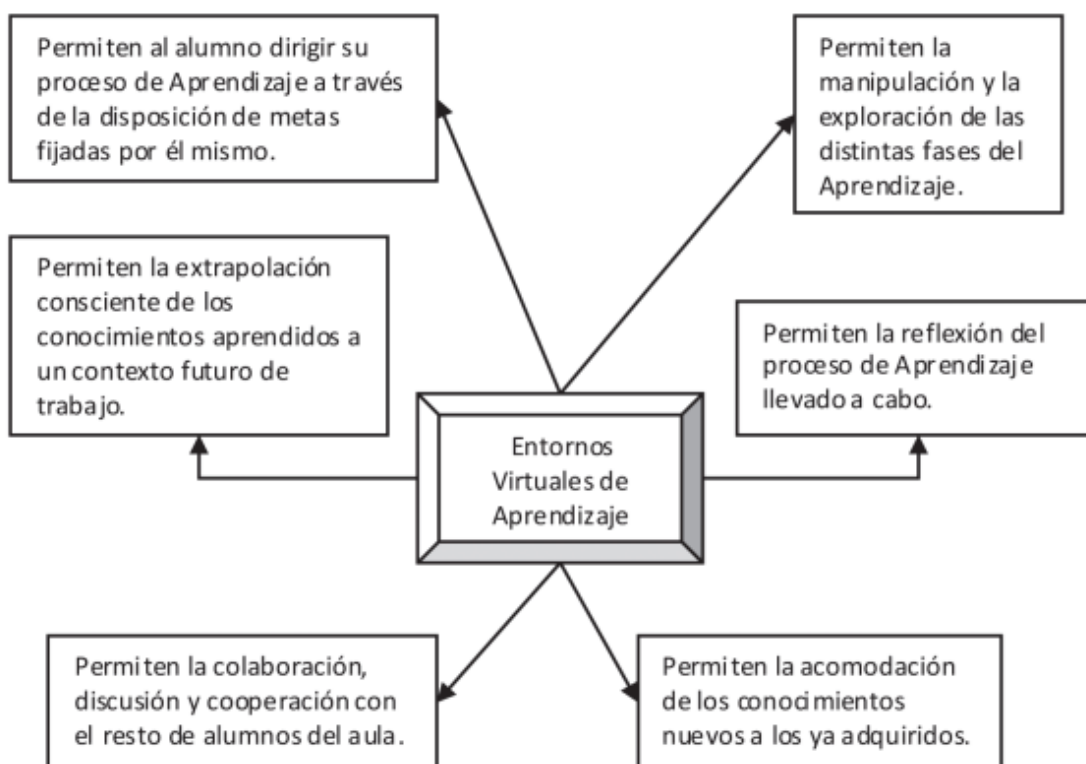 Permiten al alumno dirigir su
proceso de Aprendizaje a través
de la disposición de metas
fijadas por él mismo.
Permiten la
manipulación y la
exploración de las
distintas fases del
Aprendizaje.
Permiten la extrapolación
consciente de los
conocimientos aprendidos a
un contexto futuro de
trabajo.
Permiten la reflexión del
proceso de Aprendizaje
llevado a cabo.
Entornos
Virtuales de
Aprendizaje
Permiten la colaboración,
discusión y cooperación con
el resto de alumnos del aula.
Permiten la acomodación
de los conocimientos
nuevos a los ya adquiridos.